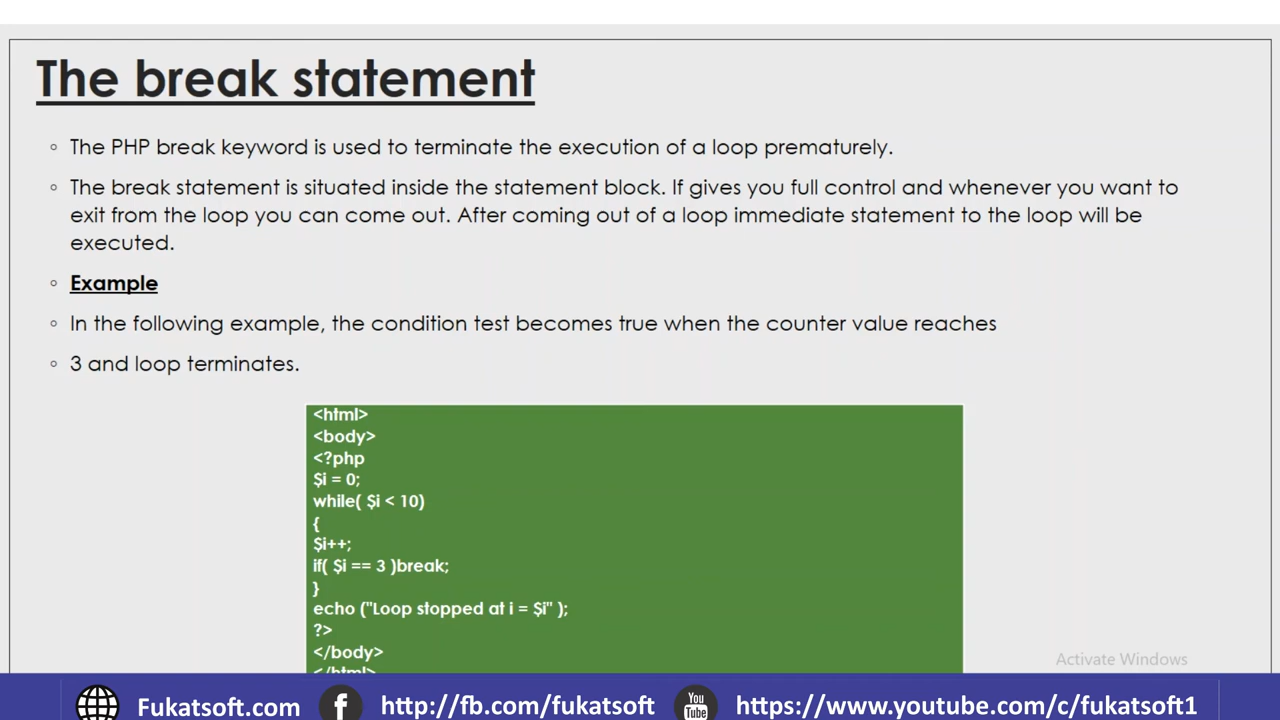 The break statement
The PHP break keyword is used to terminate the execution of a loop prematurely.
The break statement is situated inside the statement block. If gives you full control and whenever you want to
exit from the loop you can come out. After coming out of a loop immediate statement to the loop will be
executed.
Example
In the following example, the condition test becomes true when the counter value reaches
3 and loop terminates.
<html>
<body>
<?php
$i = 0;
while( $i < 10)
{
$i++;
if( $i == 3 )break;
}
echo ("Loop stopped at i = $i" );
?>
</body>
</html>
Activate Windows
Fukatsoft.com
http://fb.com/fukatsoft
You
Tube
https://www.youtube.com/c/fukatsoft1